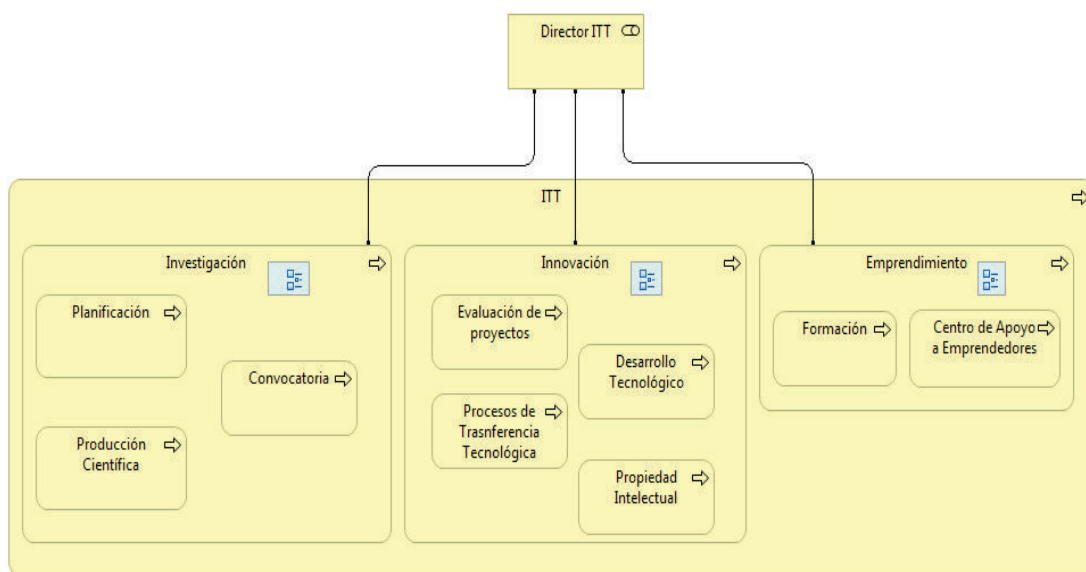 Director ITT
ITT
Investigación
Planificación
Convocatoria
Producción
Científica
Innovación
Evaluación de
proyectos
Desarrollo
Tecnológico
Procesos de
Trasnferencia
Tecnológica
Propiedad
Intelectual
Emprendimiento
Formación
Centro de Apoyo
a Emprendedores